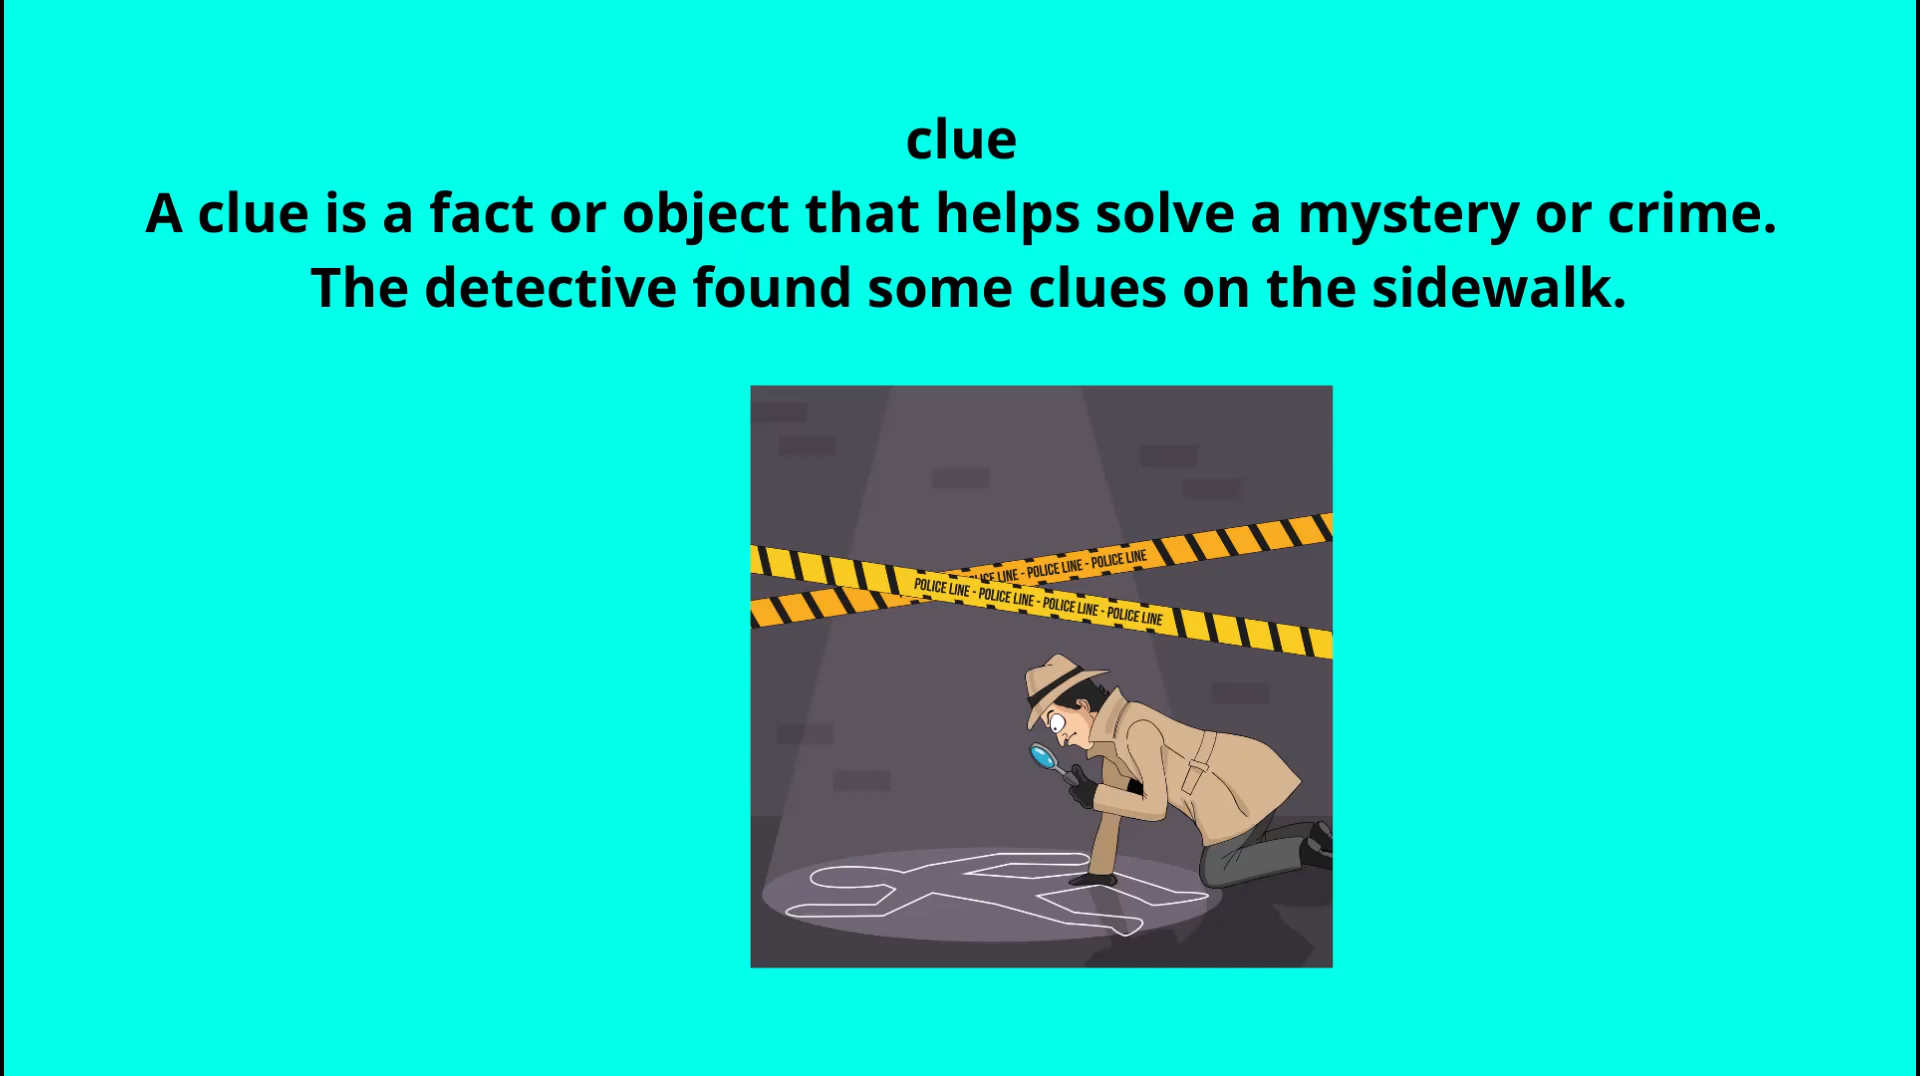 clue
A clue is a fact or object that helps solve a mystery or crime.
The detective found some clues on the sidewalk.
LINE - POLICE LINE - POLICE LINE
POLICE LINE - POLICE LINE - POLICE LINE - POLICE LINE